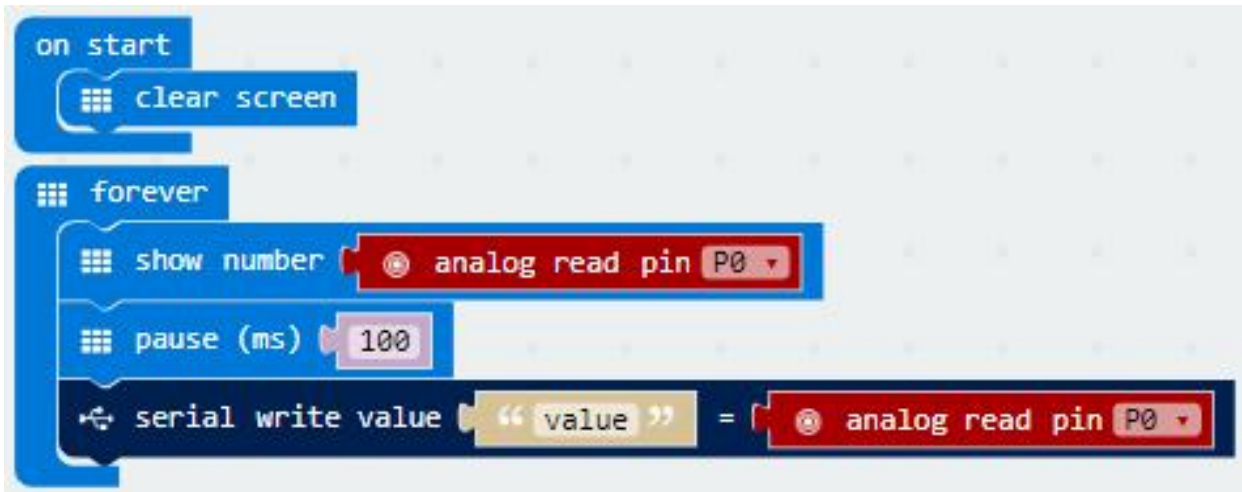 on start
clear screen
forever
show number analog read pin P0
pause (ms) 100
serial write value “ value ” = analog read pin P0